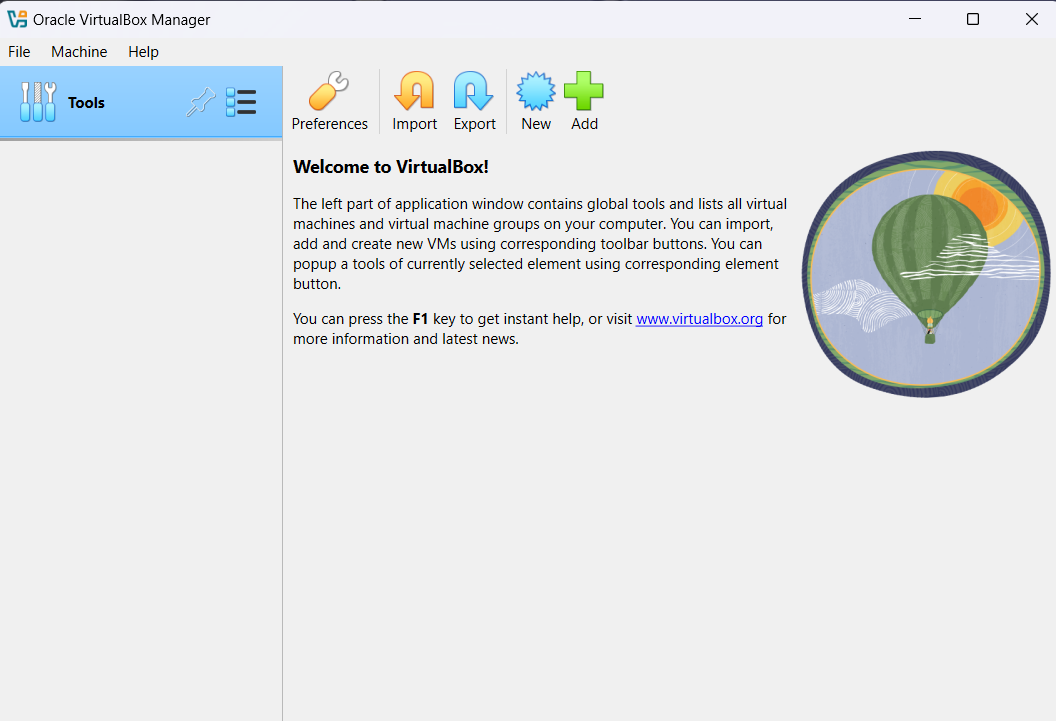 Oracle VirtualBox Manager
File Machine Help
Tools
Preferences Import Export New Add
Welcome to VirtualBox!
The left part of application window contains global tools and lists all virtual
machines and virtual machine groups on your computer. You can import,
add and create new VMs using corresponding toolbar buttons. You can
popup a tools of currently selected element using corresponding element
button.
You can press the F1 key to get instant help, or visit www.virtualbox.org for
more information and latest news.